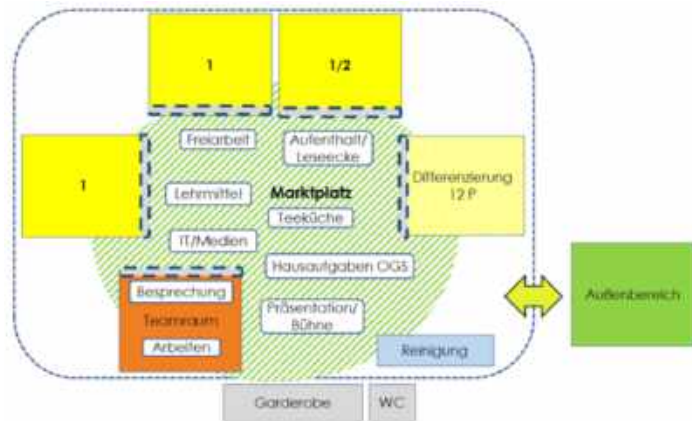 1
1/2
1
Freiarbeit
Aufenthalt/
Leseecke
Differenzierung
12 P
Lehrmittel
Marktplatz
Teeküche
IT/Medien
Hausaufgaben OGS
Besprechung
Teamraum
Arbeiten
Präsentation/
Bühne
Reinigung
Außenbereich
Garderobe
WC